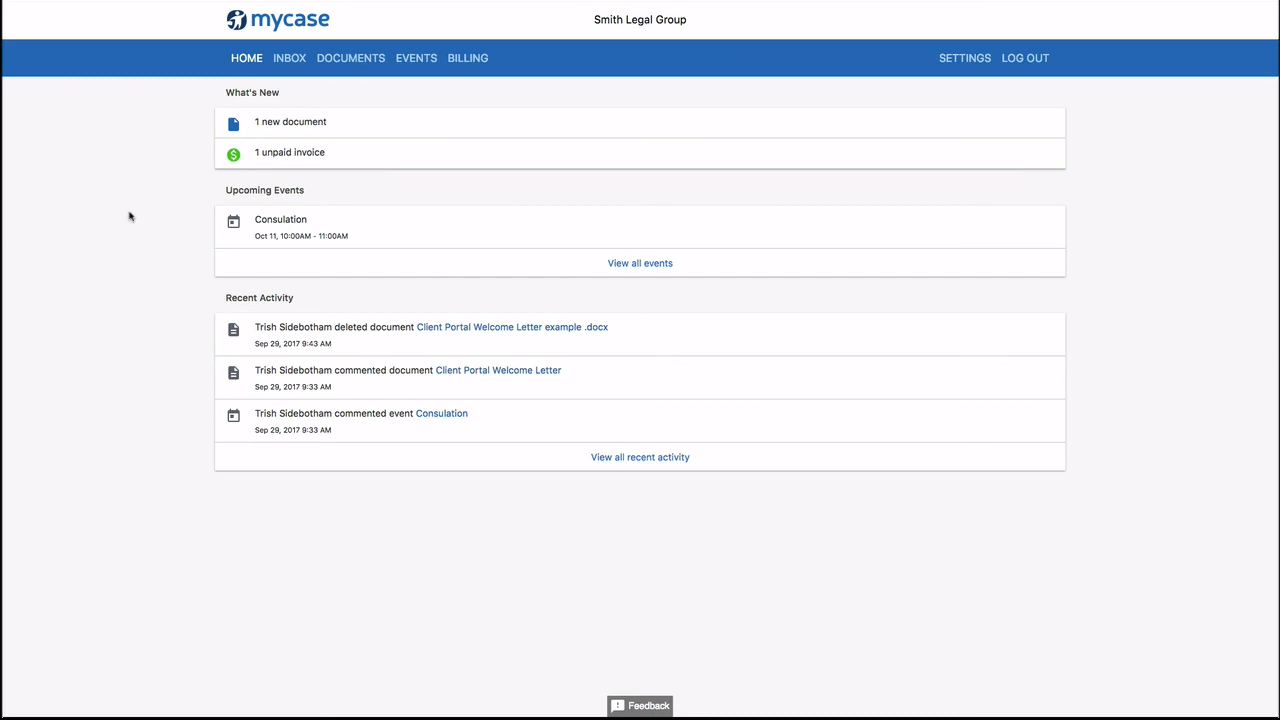 mycase
Smith Legal Group
HOME INBOX DOCUMENTS EVENTS BILLING SETTINGS LOG OUT
What's New
1 new document
$ 1 unpaid invoice
Upcoming Events
Consulation
Oct 11, 10:00AM - 11:00AM
View all events
Recent Activity
Trish Sidebotham deleted document Client Portal Welcome Letter example .docx
Sep 29, 2017 9:43 AM
Trish Sidebotham commented document Client Portal Welcome Letter
Sep 29, 2017 9:33 AM
Trish Sidebotham commented event Consulation
Sep 29, 2017 9:33 AM
View all recent activity
Feedback